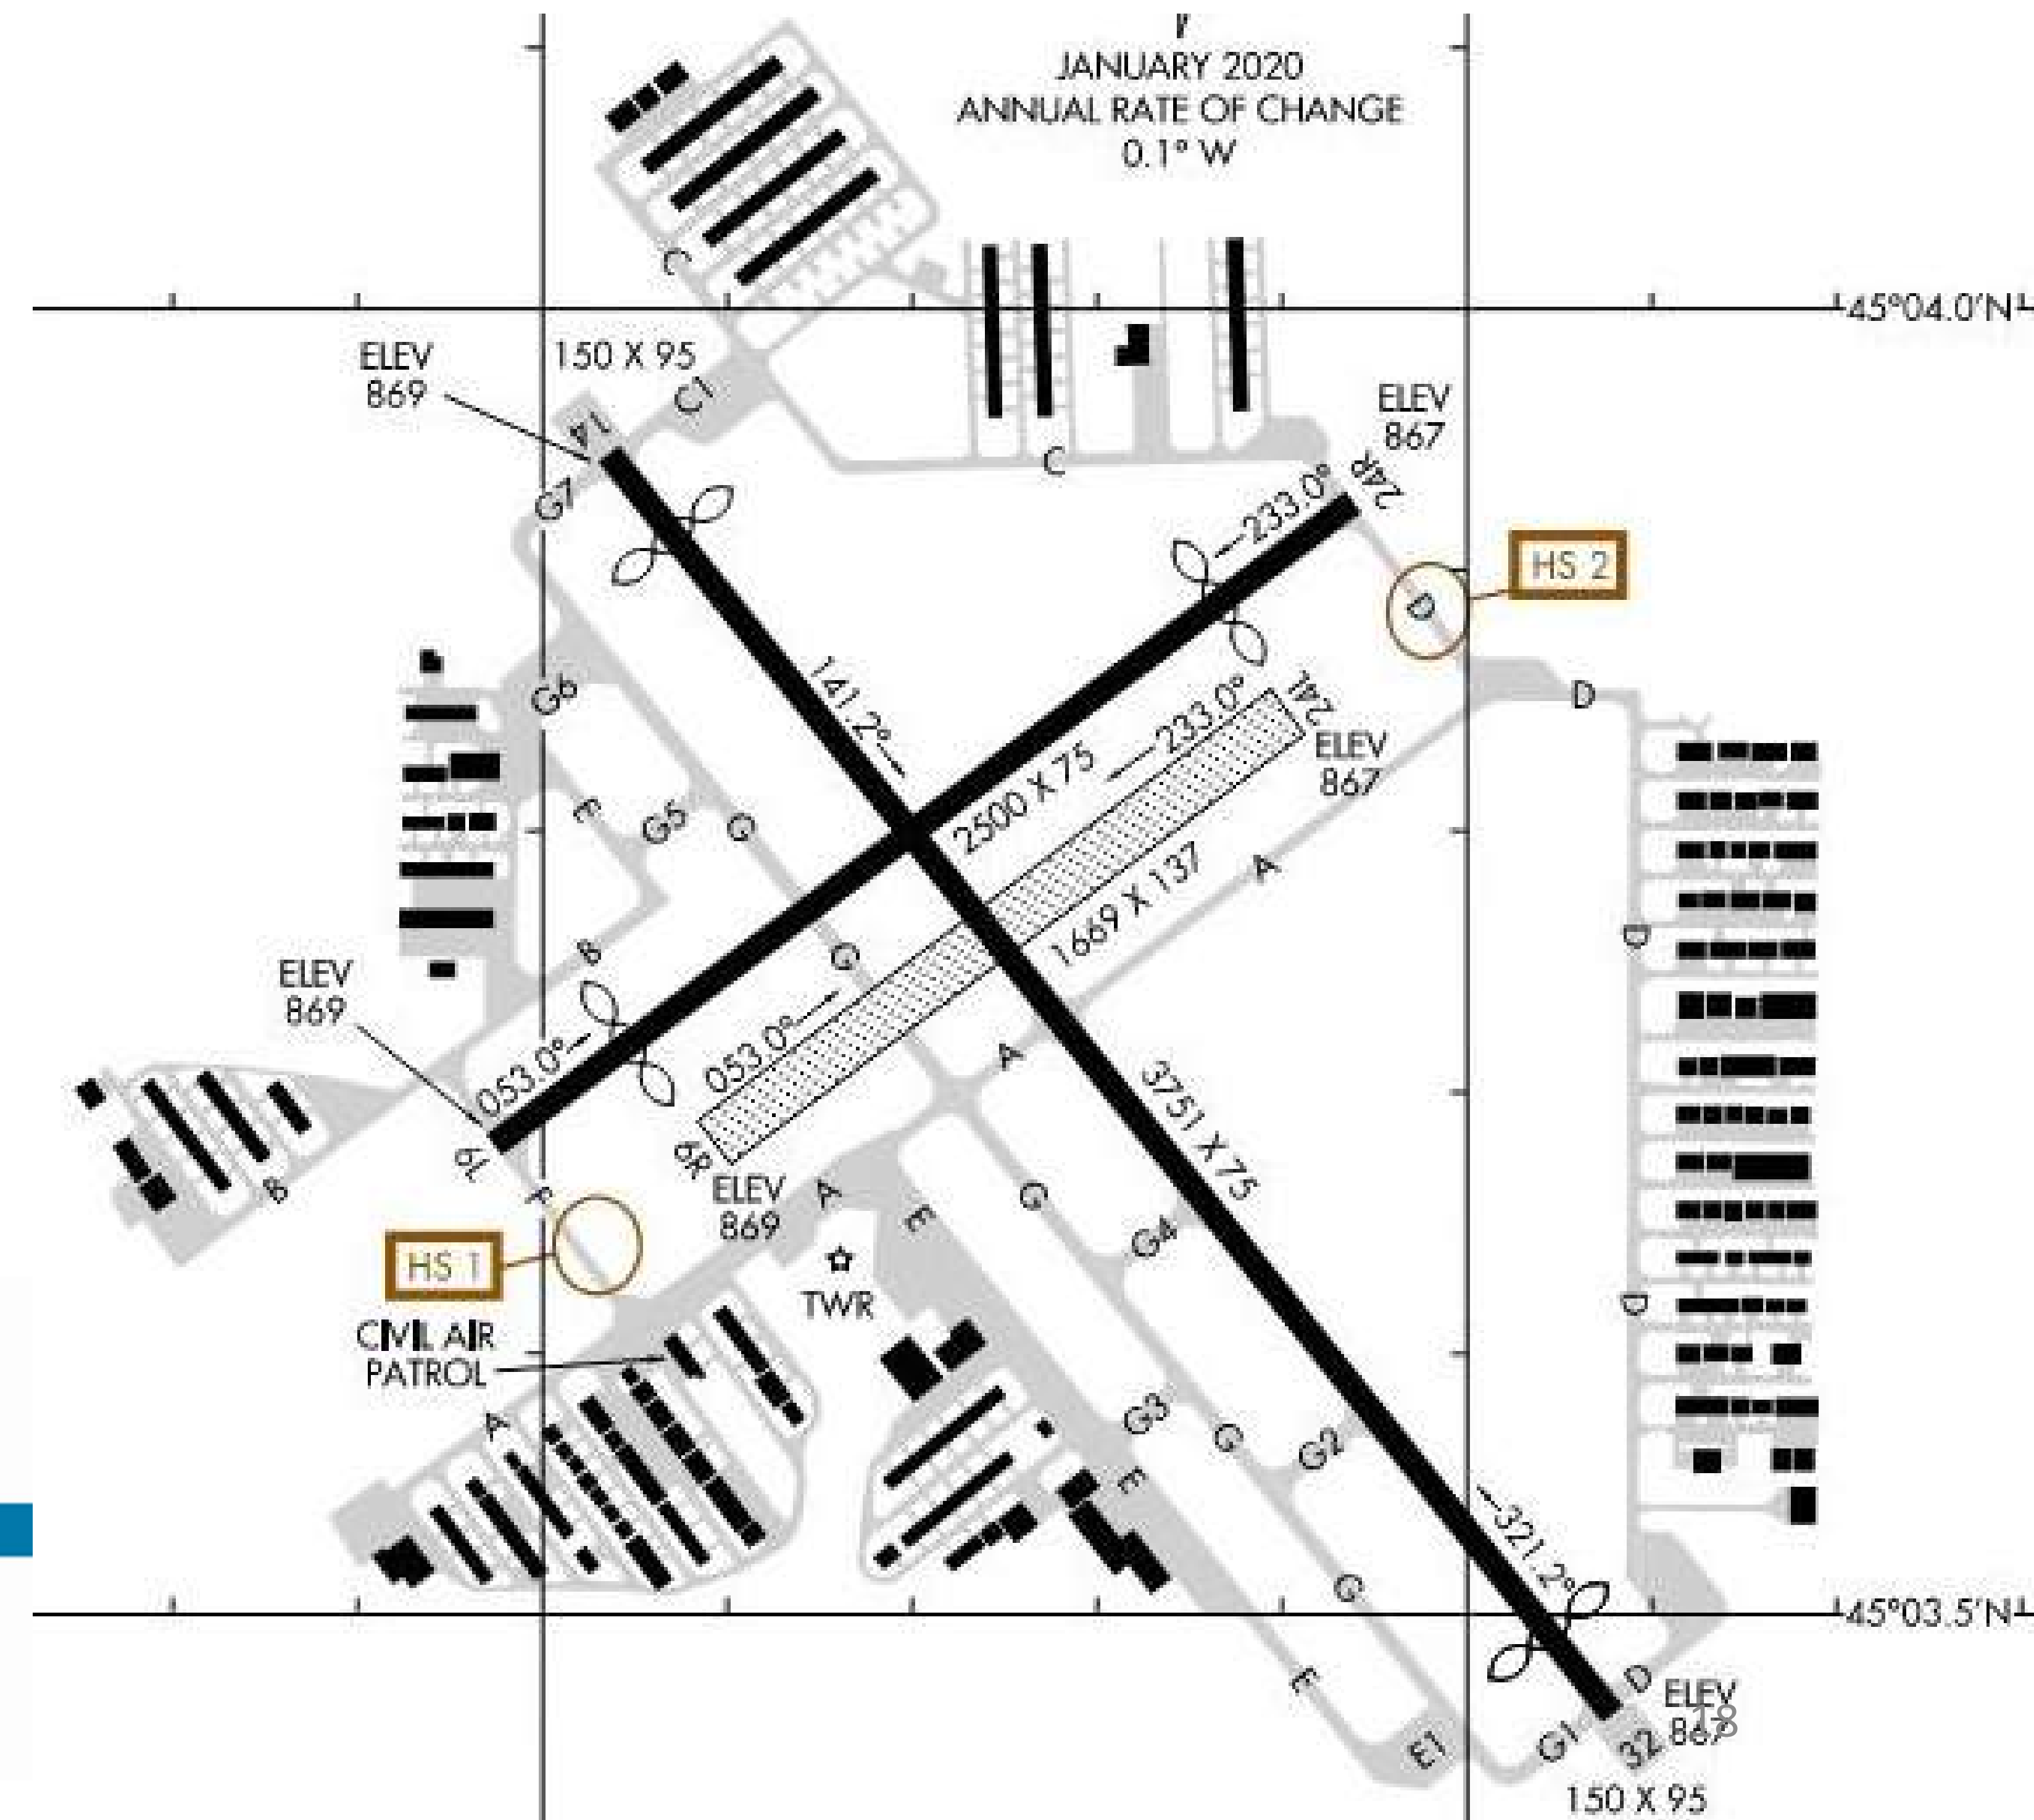 JANUARY 2020
ANNUAL RATE OF CHANGE
0.1° W
C
45°04.0'N
ELEV
869
150 X 95
C1
14
ELEV
867
C
24R
G7
233.0°
HS 2
D
D
G6
141.2°
233.0°
24L
ELEV
867
2500 X 75
F
G5
G
A
1669 X 137
B
G
D
ELEV
869
053.0°
053.0°
A
3751 X 75
6L
6R
B
F
ELEV
869
A
E
G
G4
HS 1
TWR
D
CIVIL AIR
PATROL
A
G3
G
G2
E
321.2°
G
45°03.5'N
E
D
ELEV
867
18
E1
G1
32
150 X 95